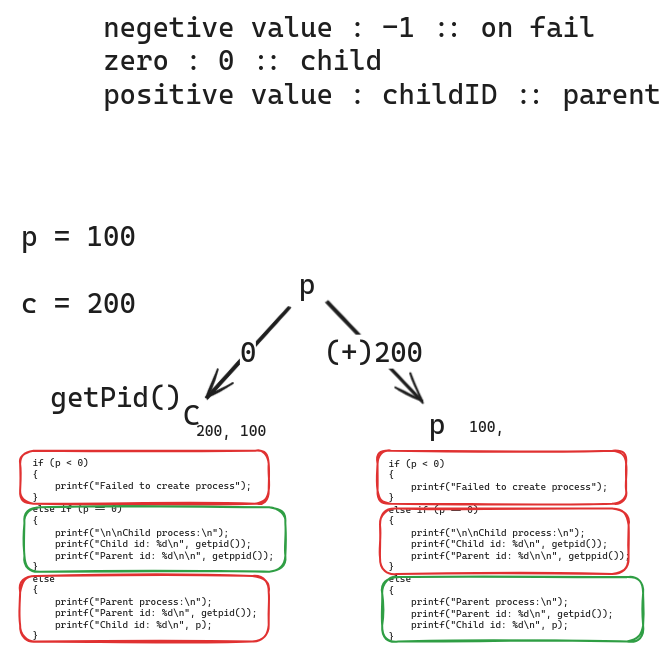 negetive value : -1 :: on fail
zero : 0 :: child
positive value : childID :: parent
p = 100
c = 200
p
0
(+)200
getPid()
C
200, 100
p
100,
if (p < 0)
{
printf("Failed to create process");
}
else if (p == 0)
{
printf("\n\nChild process:\n");
printf("Child id: %d\n", getpid());
printf("Parent id: %d\n\n", getppid());
}
else
{
printf("Parent process:\n");
printf("Parent id: %d\n", getpid());
printf("Child id: %d\n", p);
}
if (p < 0)
{
printf("Failed to create process");
}
else if (p == 0)
{
printf("\n\nChild process:\n");
printf("Child id: %d\n", getpid());
printf("Parent id: %d\n\n", getppid());
}
else
{
printf("Parent process:\n");
printf("Parent id: %d\n", getpid());
printf("Child id: %d\n", p);
}